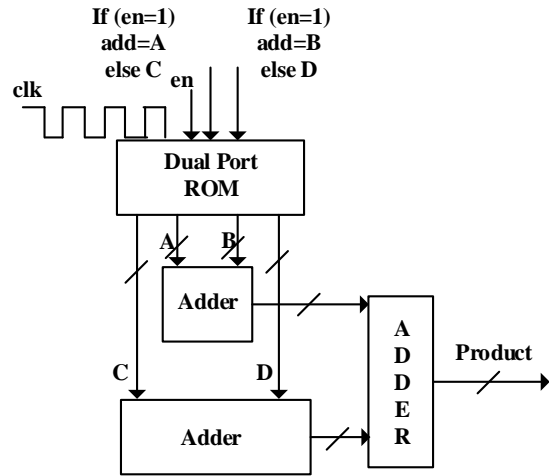 If (en=1)
add=A
else C
If (en=1)
add=B
else D
clk
en
Dual Port
ROM
A
B
Adder
A
D
D
E
R
Product
C
D
Adder